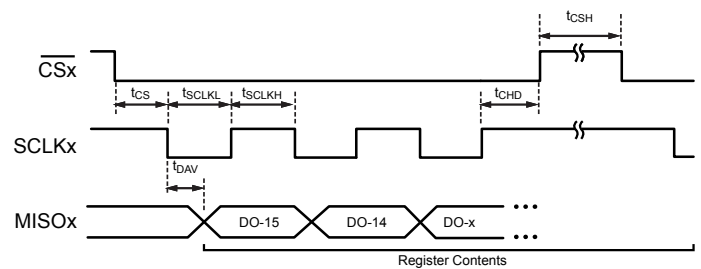 tCSH
CSx
tCS tSCLKL tSCLKH tCHD
SCLKx
tDAV
MISOx DO-15 DO-14 DO-x
Register Contents